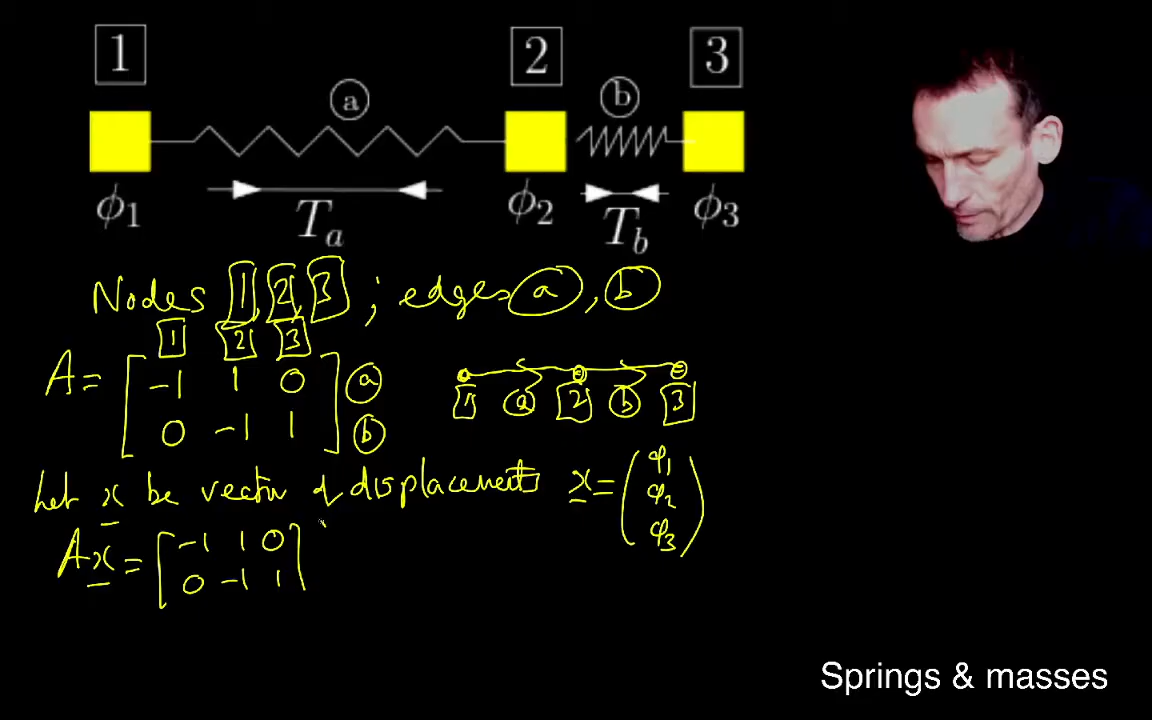 1 2 3
a b
ϕ1 Ta ϕ2 Tb ϕ3
Nodes 1, 2, 3 ; edges a, b
1 2 3
A = [ -1 1 0 ] a
[ 0 -1 1 ] b
1 a 2 b 3
Let x be vector of displacements x = ( φ1
φ2
φ3 )
Ax = [ -1 1 0
0 -1 1 ]
Springs & masses